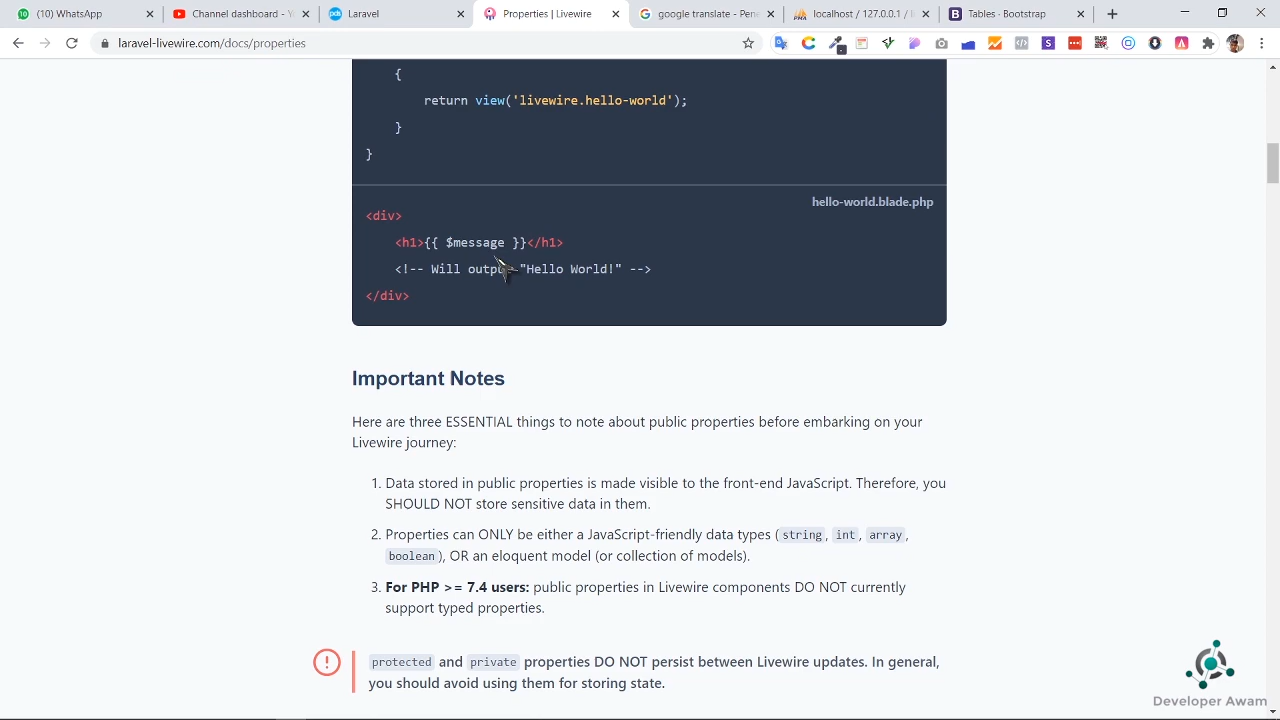 (10) WhatsApp
Channel dashboard - Y
Laravel
Properties | Livewire
google translate - Pene
localhost / 127.0.0.1 / l
Tables · Bootstrap
laravel-livewire.com/docs/properties
{
return view('livewire.hello-world');
}
}
hello-world.blade.php
<div>
<h1>{{ $message }}</h1>
<!-- Will output "Hello World!" -->
</div>
Important Notes
Here are three ESSENTIAL things to note about public properties before embarking on your
Livewire journey:
1. Data stored in public properties is made visible to the front-end JavaScript. Therefore, you
SHOULD NOT store sensitive data in them.
2. Properties can ONLY be either a JavaScript-friendly data types (string, int, array,
boolean), OR an eloquent model (or collection of models).
3. For PHP >= 7.4 users: public properties in Livewire components DO NOT currently
support typed properties.
protected and private properties DO NOT persist between Livewire updates. In general,
you should avoid using them for storing state.
Developer Awam